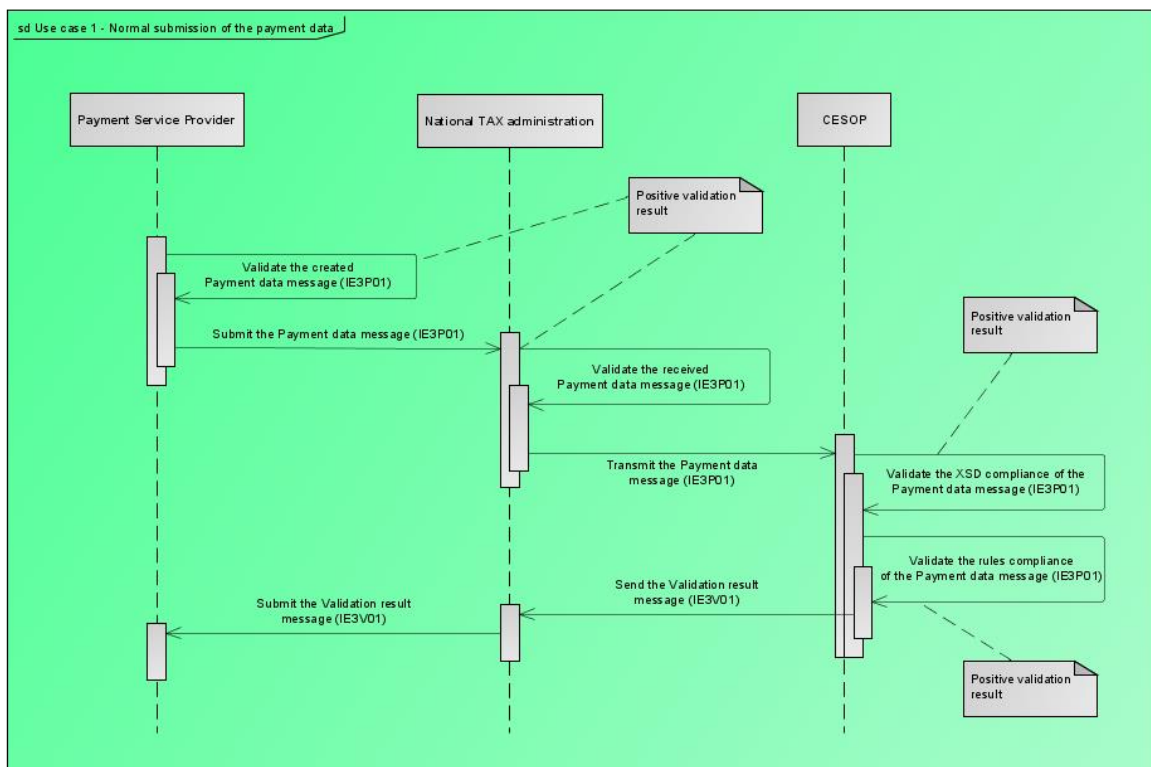 sd Use case 1 - Normal submission of the payment data
Payment Service Provider
National TAX administration
CESOP
Positive validation
result
Validate the created
Payment data message (IE3P01)
Positive validation
result
Submit the Payment data message (IE3P01)
Validate the received
Payment data message (IE3P01)
Transmit the Payment data
message (IE3P01)
Validate the XSD compliance of the
Payment data message (IE3P01)
Validate the rules compliance
of the Payment data message (IE3P01)
Send the Validation result
message (IE3V01)
Submit the Validation result
message (IE3V01)
Positive validation
result